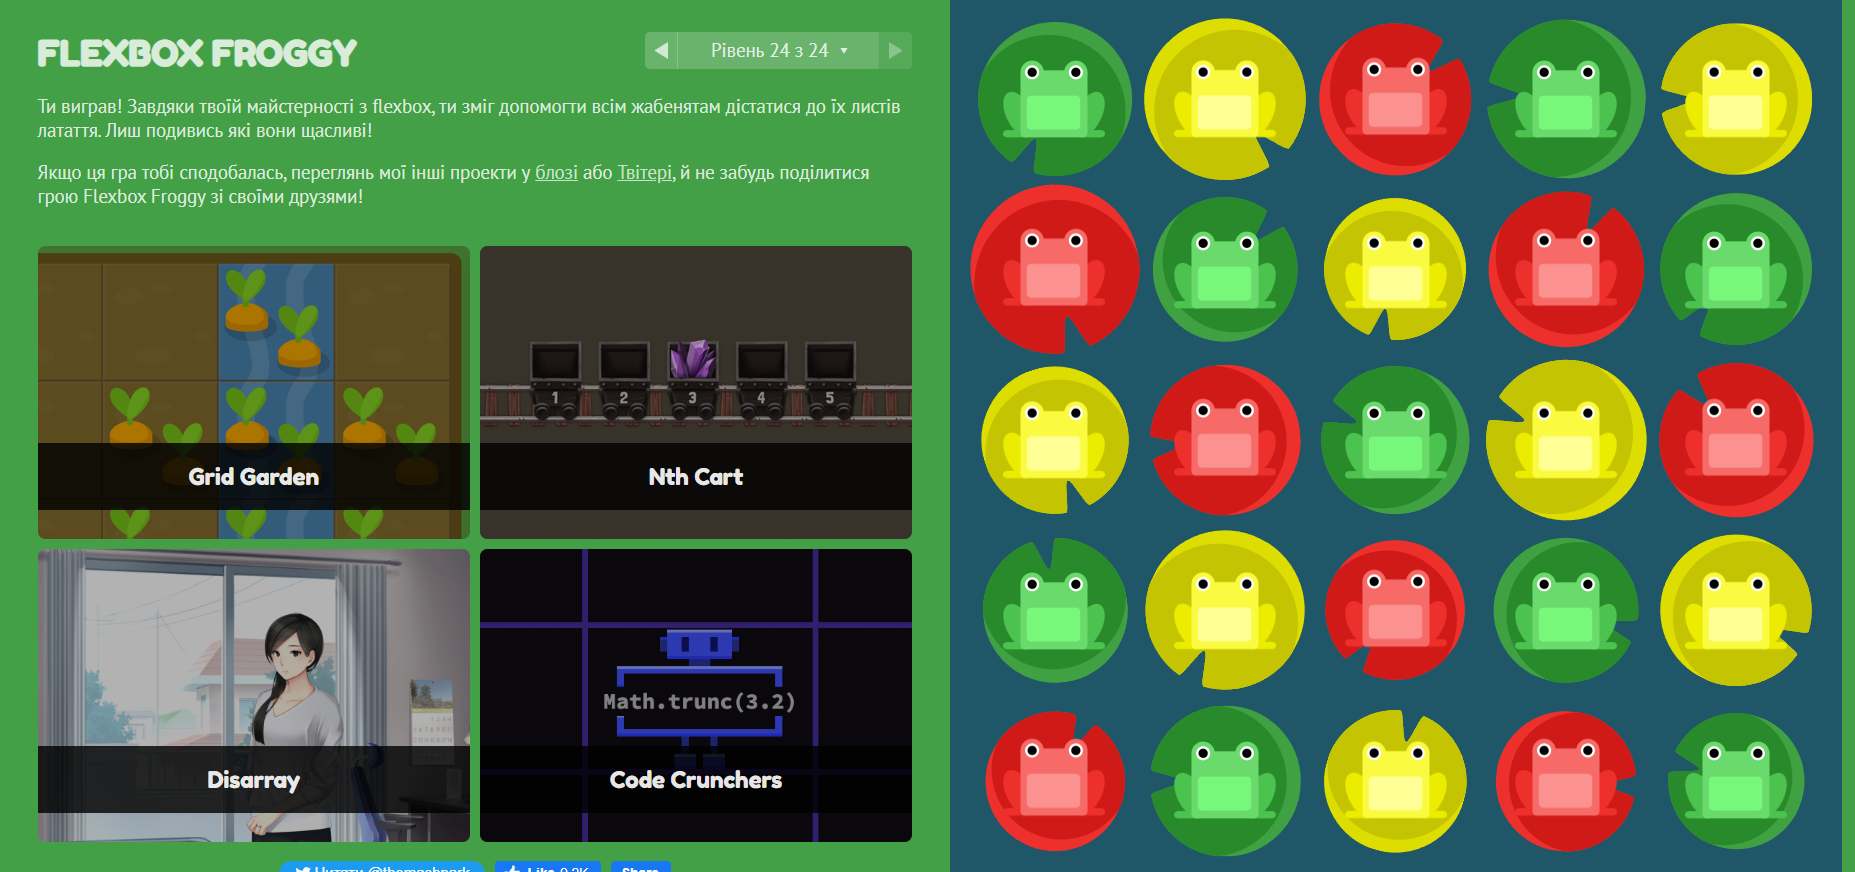 FLEXBOX FROGGY
◀ Рівень 24 з 24 ▼ ▶
Ти виграв! Завдяки твоїй майстерності з flexbox, ти зміг допомогти всім жабенятам дістатися до їх листів
латаття. Лиш подивись які вони щасливі!
Якщо ця гра тобі сподобалась, переглянь мої інші проекти у блозі або Твітері, й не забудь поділитися
грою Flexbox Froggy зі своїми друзями!
Grid Garden
1 2 3 4 5
Nth Cart
Disarray
Math.trunc(3.2)
Code Crunchers